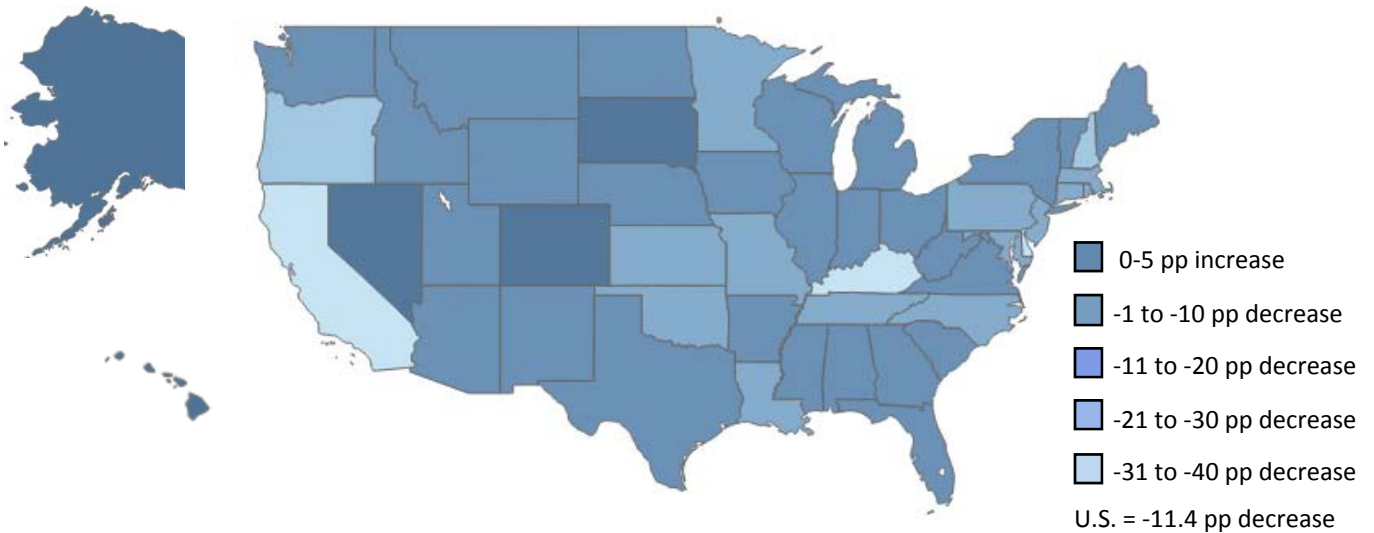 0-5 pp increase
-1 to -10 pp decrease
-11 to -20 pp decrease
-21 to -30 pp decrease
-31 to -40 pp decrease
U.S. = -11.4 pp decrease